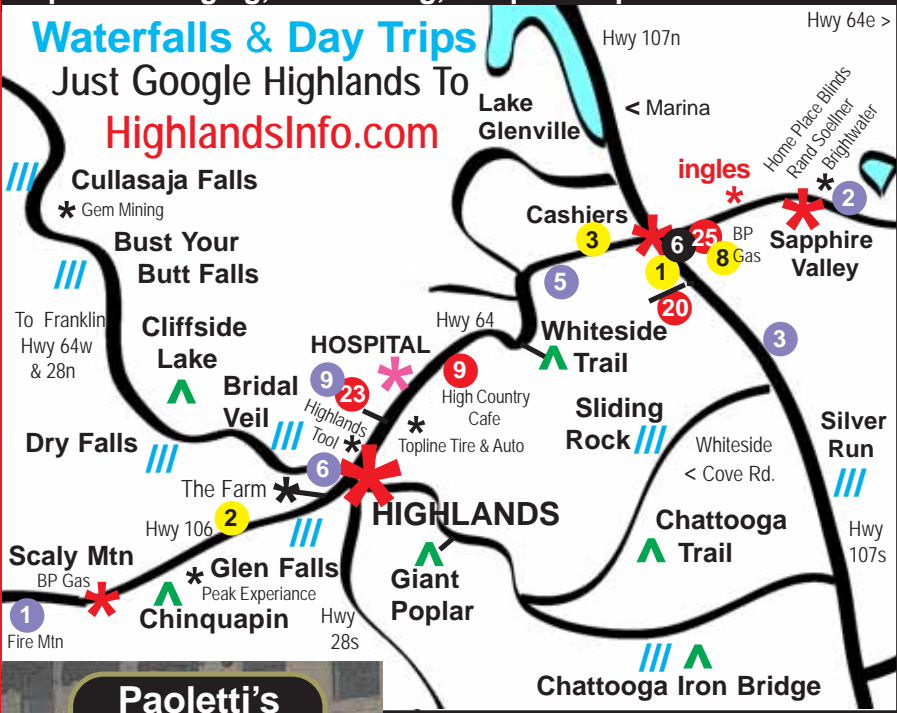 Waterfalls & Day Trips
Just Google Highlands To
HighlandsInfo.com
Hwy 107n
Hwy 64e >
Lake
Glenville
< Marina
Home Place Blinds
Rand Soellner
Brightwater
ingles
2
Cullasaja Falls
Gem Mining
Cashiers
3
6
25
BP
Gas
8
1
Sapphire
Valley
Bust Your
Butt Falls
5
20
To Franklin
Hwy 64w
& 28n
Cliffside
Lake
Hwy 64
Whiteside
Trail
3
HOSPITAL
9
23
9
High Country
Cafe
Bridal
Veil
Highlands
Tool
Topline Tire & Auto
Sliding
Rock
Whiteside
< Cove Rd.
Silver
Run
Dry Falls
6
The Farm
HIGHLANDS
2
Hwy 106
Chattooga
Trail
Hwy
107s
Scaly Mtn
BP Gas
Glen Falls
Peak Experiance
Giant
Poplar
1
Fire Mtn
Chinquapin
Hwy
28s
Chattooga Iron Bridge
Paoletti's